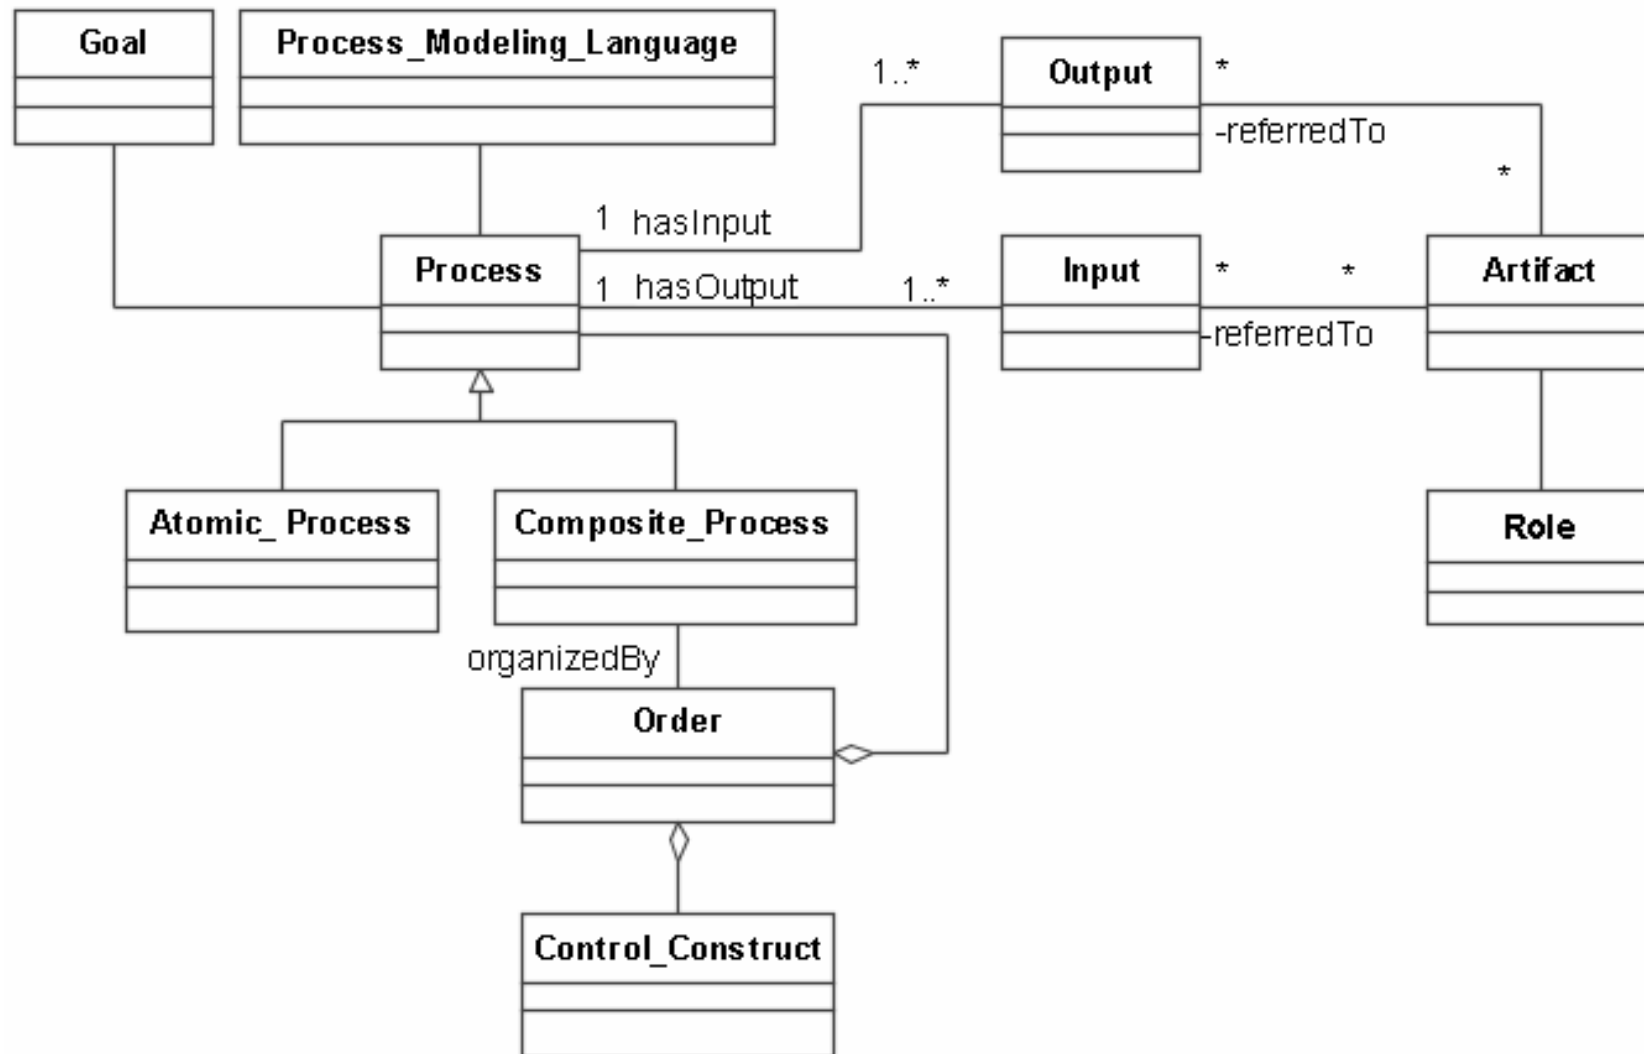 Goal
Process_Modeling_Language
1..*
Output
*
-referredTo
*
1 hasInput
Process
1 hasOutput
1..*
Input
*
*
-referredTo
Artifact
Atomic_ Process
Composite_Process
Role
organizedBy
Order
Control_Construct